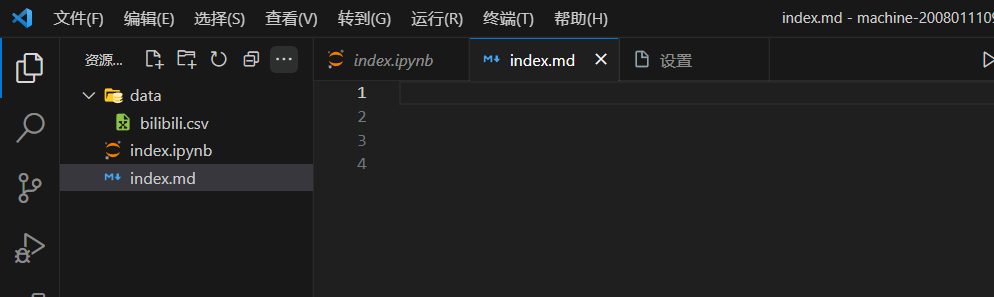 文件(F) 编辑(E) 选择(S) 查看(V) 转到(G) 运行(R) 终端(T) 帮助(H) index.md - machine-2008011109
资源...
index.ipynb index.md 设置
data
bilibili.csv
index.ipynb
index.md
1
2
3
4